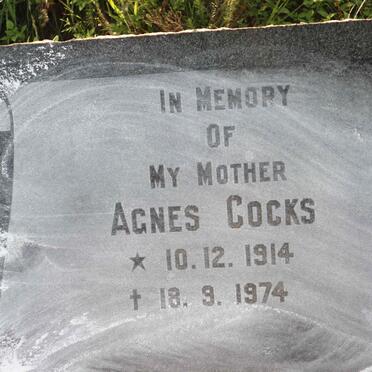 IN MEMORY
OF
MY MOTHER
AGNES COCKS
★ 10. 12. 1914
✝ 18. 9. 1974